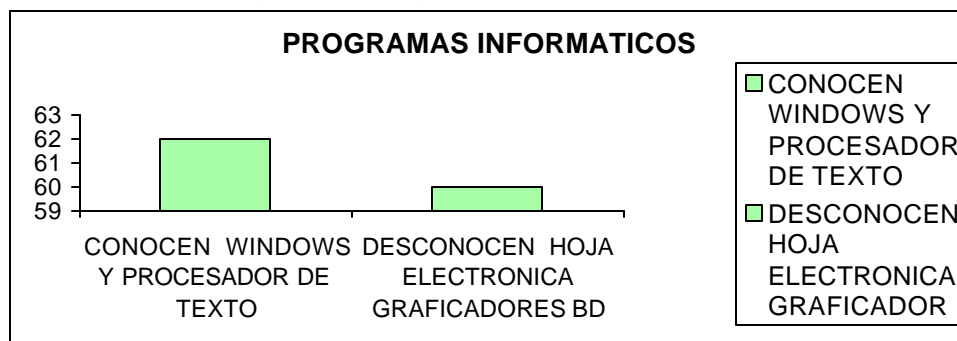 PROGRAMAS INFORMATICOS
63
62
61
60
59
CONOCEN WINDOWS
Y PROCESADOR DE
TEXTO
DESCONOCEN HOJA
ELECTRONICA
GRAFICADORES BD
CONOCEN
WINDOWS Y
PROCESADOR
DE TEXTO
DESCONOCEN
HOJA
ELECTRONICA
GRAFICADOR